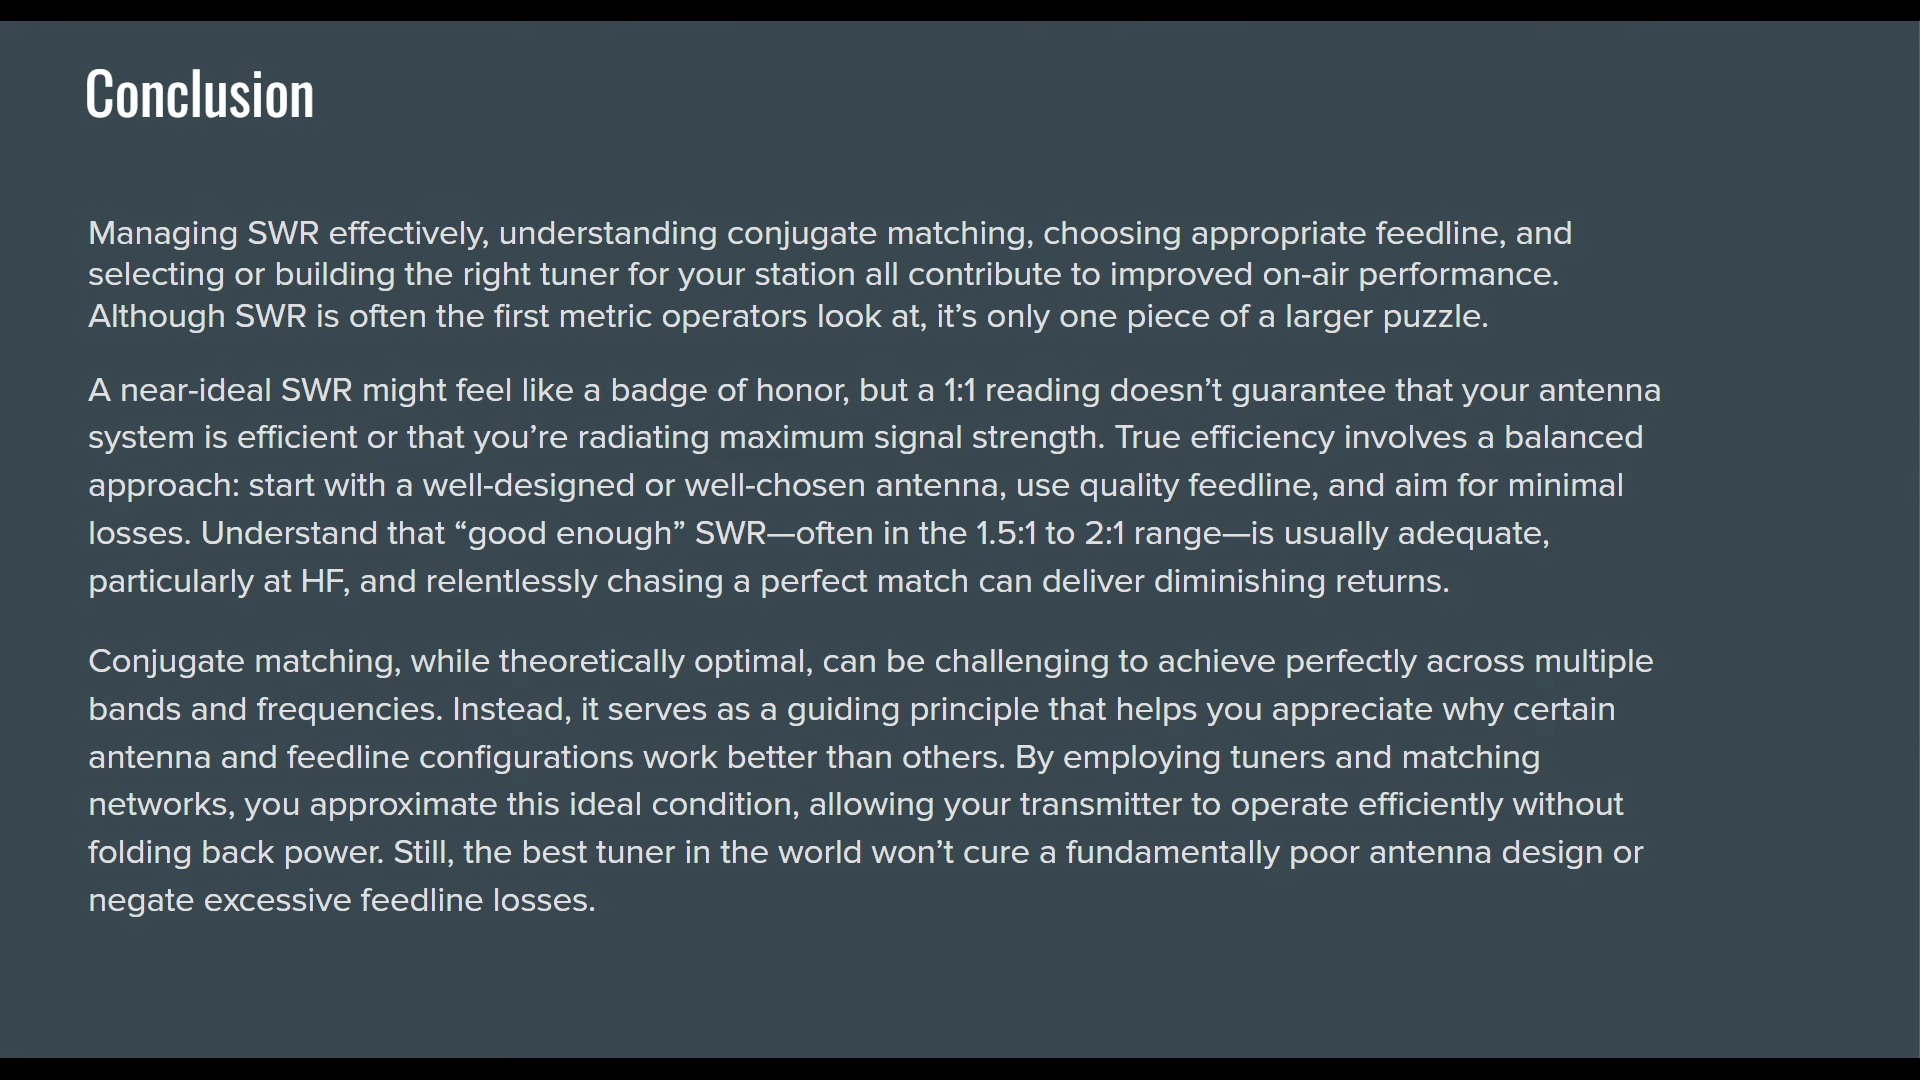 Conclusion
Managing SWR effectively, understanding conjugate matching, choosing appropriate feedline, and
selecting or building the right tuner for your station all contribute to improved on-air performance.
Although SWR is often the first metric operators look at, it’s only one piece of a larger puzzle.
A near-ideal SWR might feel like a badge of honor, but a 1:1 reading doesn’t guarantee that your antenna
system is efficient or that you’re radiating maximum signal strength. True efficiency involves a balanced
approach: start with a well-designed or well-chosen antenna, use quality feedline, and aim for minimal
losses. Understand that “good enough” SWR—often in the 1.5:1 to 2:1 range—is usually adequate,
particularly at HF, and relentlessly chasing a perfect match can deliver diminishing returns.
Conjugate matching, while theoretically optimal, can be challenging to achieve perfectly across multiple
bands and frequencies. Instead, it serves as a guiding principle that helps you appreciate why certain
antenna and feedline configurations work better than others. By employing tuners and matching
networks, you approximate this ideal condition, allowing your transmitter to operate efficiently without
folding back power. Still, the best tuner in the world won’t cure a fundamentally poor antenna design or
negate excessive feedline losses.